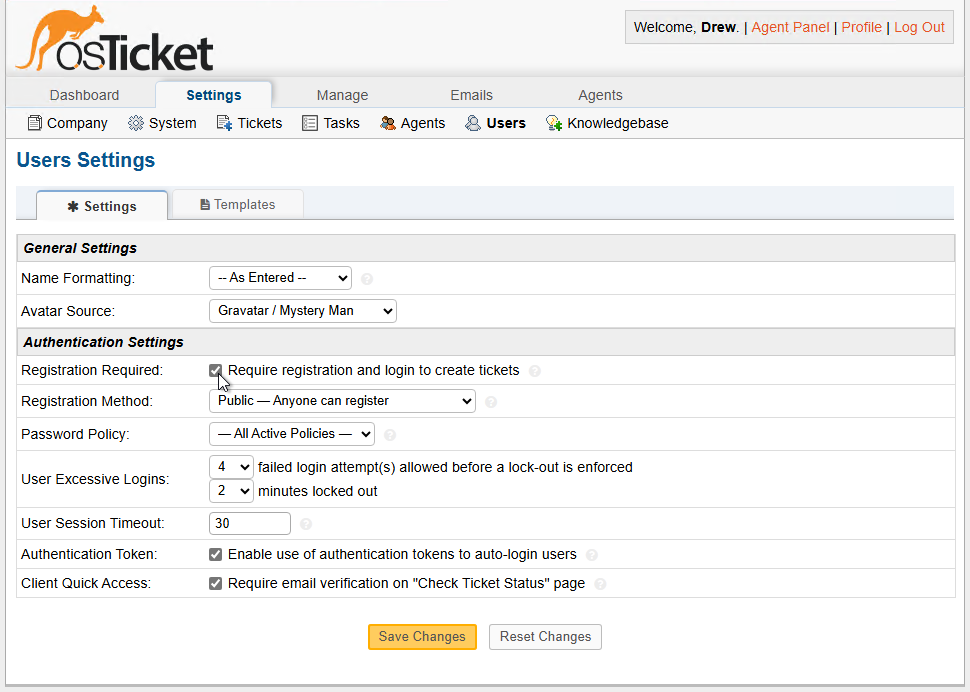 osTicket
Welcome, Drew. | Agent Panel | Profile | Log Out
Dashboard Settings Manage Emails Agents
Company System Tickets Tasks Agents Users Knowledgebase
Users Settings
Settings Templates
General Settings
Name Formatting: -- As Entered -- ?
Avatar Source: Gravatar / Mystery Man
Authentication Settings
Registration Required: Require registration and login to create tickets ?
Registration Method: Public — Anyone can register ?
Password Policy: — All Active Policies — ?
User Excessive Logins: 4 failed login attempt(s) allowed before a lock-out is enforced
2 minutes locked out
User Session Timeout: 30 ?
Authentication Token: Enable use of authentication tokens to auto-login users ?
Client Quick Access: Require email verification on "Check Ticket Status" page ?
Save Changes Reset Changes